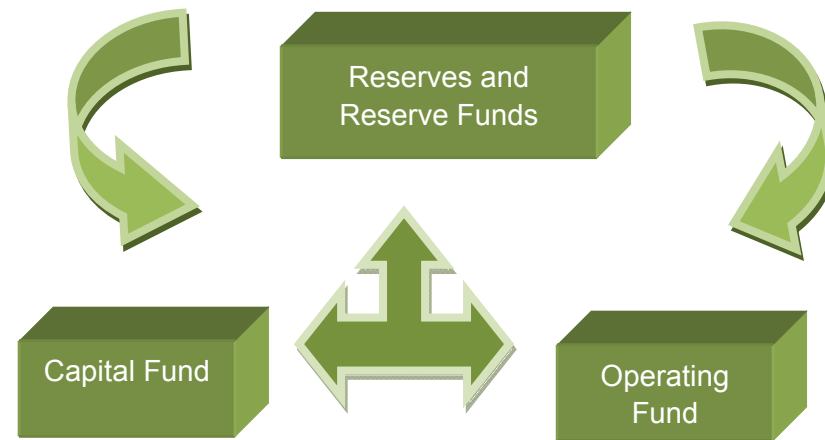 Reserves and
Reserve Funds
Capital Fund
Operating
Fund